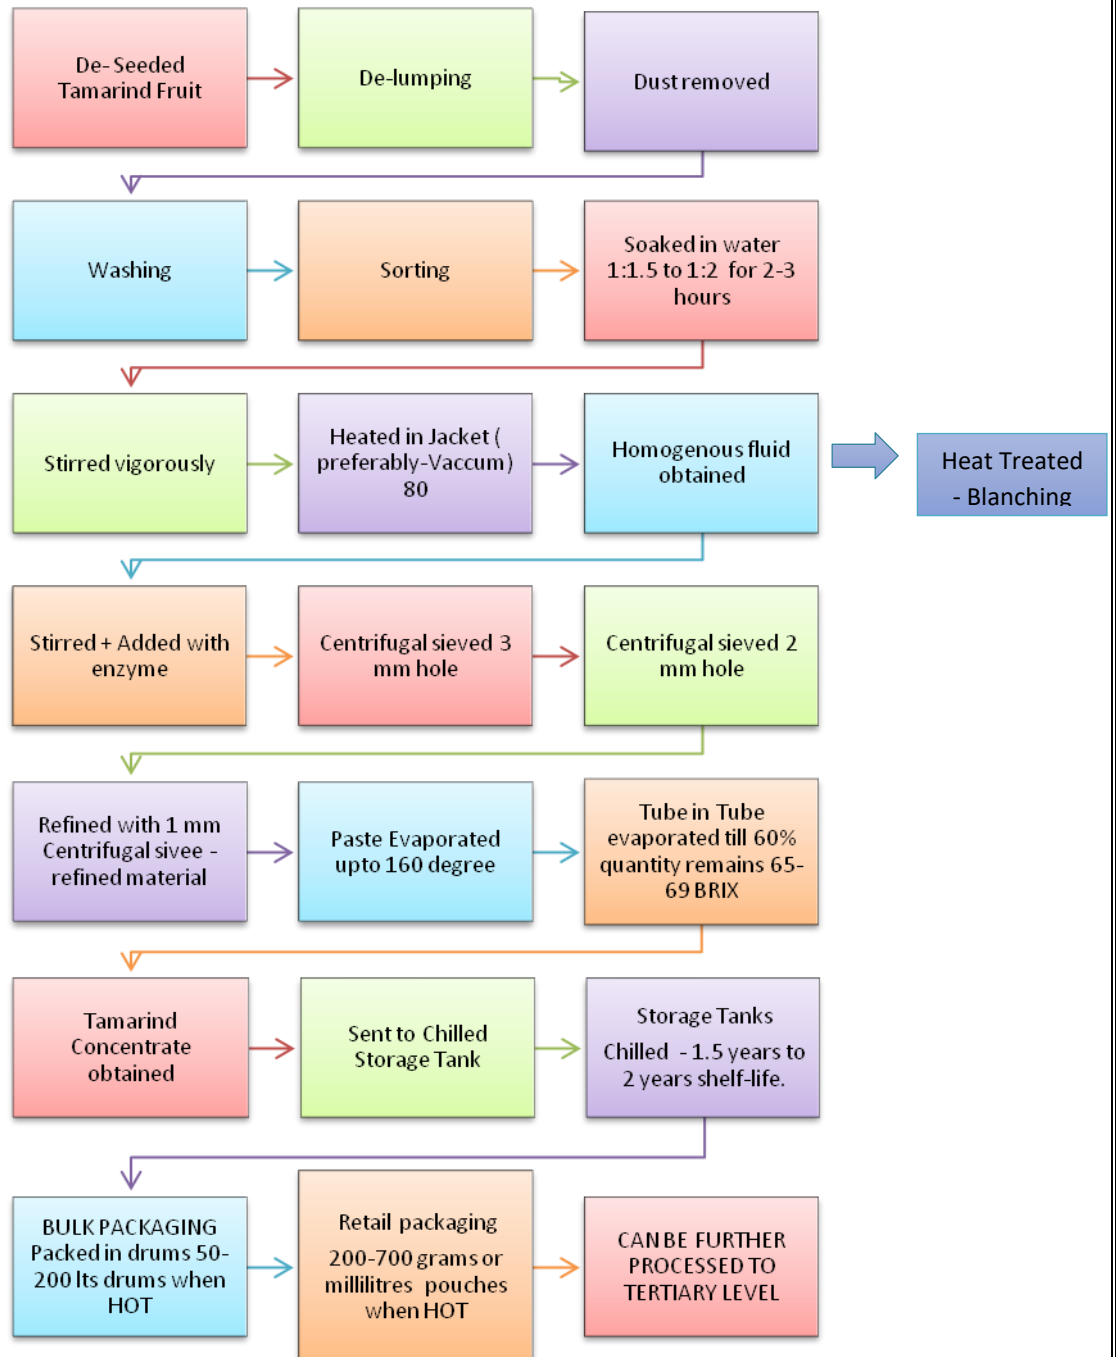 De-Seeded
Tamarind Fruit
De-lumping
Dust removed
Washing
Sorting
Soaked in water
1:1.5 to 1:2 for 2-3
hours
Stirred vigorously
Heated in Jacket (
preferably-Vaccum)
80
Homogenous fluid
obtained
Heat Treated
- Blanching
Stirred + Added with
enzyme
Centrifugal sieved 3
mm hole
Centrifugal sieved 2
mm hole
Refined with 1 mm
Centrifugal sivee -
refined material
Paste Evaporated
upto 160 degree
Tube in Tube
evaporated till 60%
quantity remains 65-
69 BRIX
Tamarind
Concentrate
obtained
Sent to Chilled
Storage Tank
Storage Tanks
Chilled - 1.5 years to
2 years shelf-life.
BULK PACKAGING
Packed in drums 50-
200 lts drums when
HOT
Retail packaging
200-700 grams or
millilitres pouches
when HOT
CAN BE FURTHER
PROCESSED TO
TERTIARY LEVEL